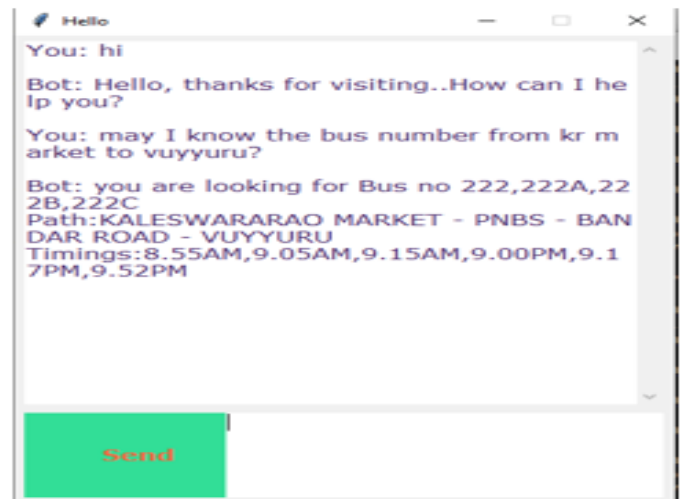 Hello
You: hi
Bot: Hello, thanks for visiting..How can I he
lp you?
You: may I know the bus number from kr m
arket to vuyyuru?
Bot: you are looking for Bus no 222,222A,22
2B,222C
Path:KALESWARARAO MARKET - PNBS - BAN
DAR ROAD - VUYYURU
Timings:8.55AM,9.05AM,9.15AM,9.00PM,9.1
7PM,9.52PM
Send